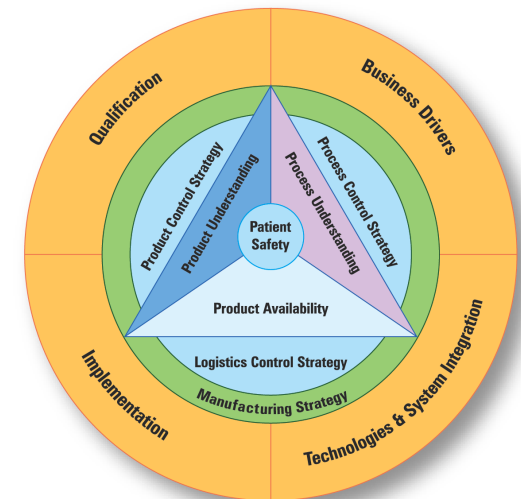 Qualification
Business Drivers
Product Control Strategy
Product Understanding
Process Understanding
Process Control Strategy
Patient
Safety
Product Availability
Logistics Control Strategy
Manufacturing Strategy
Implementation
Technologies & System Integration